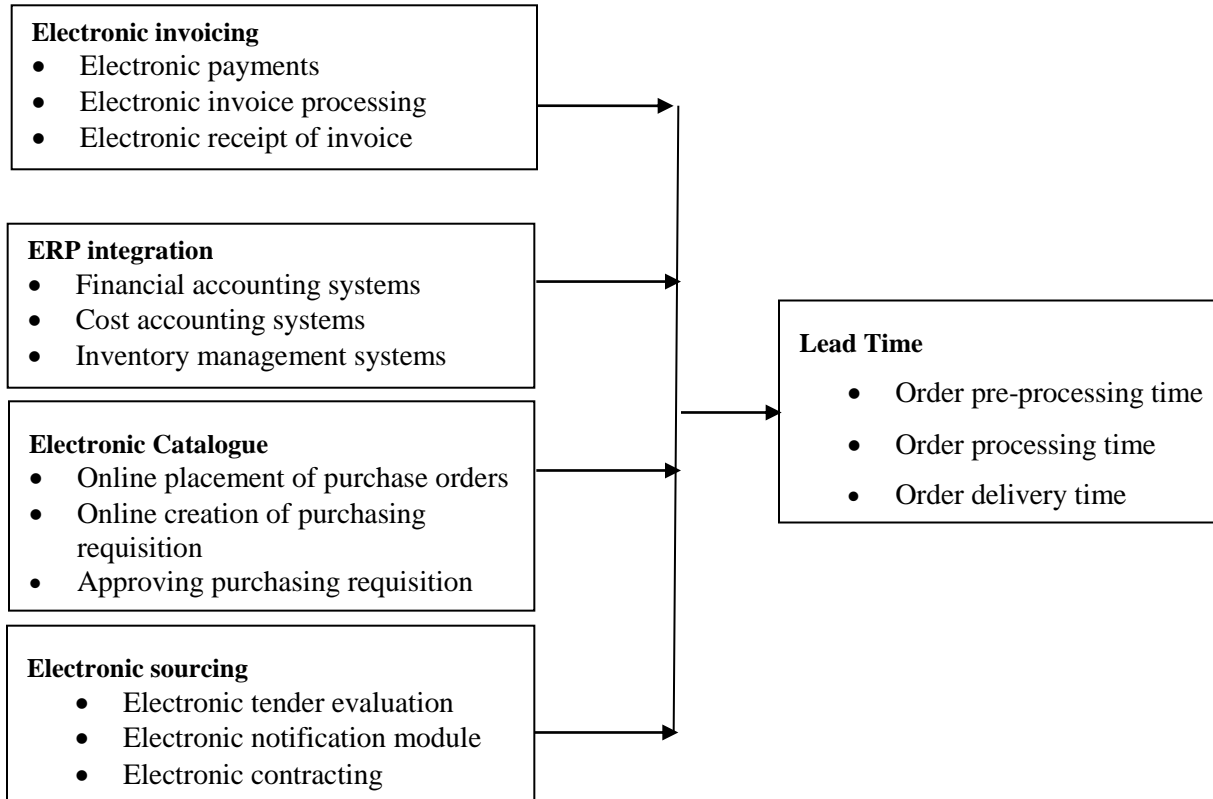 Electronic invoicing
• Electronic payments
• Electronic invoice processing
• Electronic receipt of invoice
ERP integration
• Financial accounting systems
• Cost accounting systems
• Inventory management systems
Electronic Catalogue
• Online placement of purchase orders
• Online creation of purchasing
requisition
• Approving purchasing requisition
Electronic sourcing
• Electronic tender evaluation
• Electronic notification module
• Electronic contracting
Lead Time
• Order pre-processing time
• Order processing time
• Order delivery time